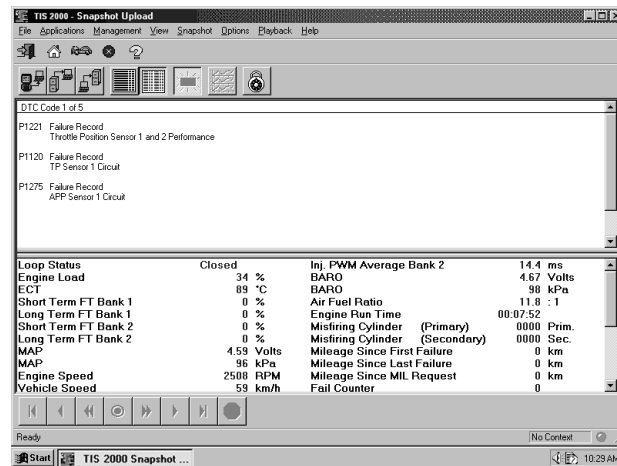 TIS 2000 - Snapshot Upload
File Applications Management View Snapshot Options Playback Help
DTC Code 1 of 5
P1221 Failure Record
Throttle Position Sensor 1 and 2 Performance
P1120 Failure Record
TP Sensor 1 Circuit
P1275 Failure Record
APP Sensor 1 Circuit
Loop Status Closed Inj. PWM Average Bank 2 14.4 ms
Engine Load 34 % BARO 4.67 Volts
ECT 89 °C BARO 98 kPa
Short Term FT Bank 1 0 % Air Fuel Ratio 11.8 : 1
Long Term FT Bank 1 0 % Engine Run Time 00:07:52
Short Term FT Bank 2 0 % Misfiring Cylinder (Primary) 0000 Prim.
Long Term FT Bank 2 0 % Misfiring Cylinder (Secondary) 0000 Sec.
MAP 4.59 Volts Mileage Since First Failure 0 km
MAP 96 kPa Mileage Since Last Failure 0 km
Engine Speed 2508 RPM Mileage Since MIL Request 0 km
Vehicle Speed 59 km/h Fail Counter 0
Ready No Context
Start TIS 2000 Snapshot ... 10:29 AM